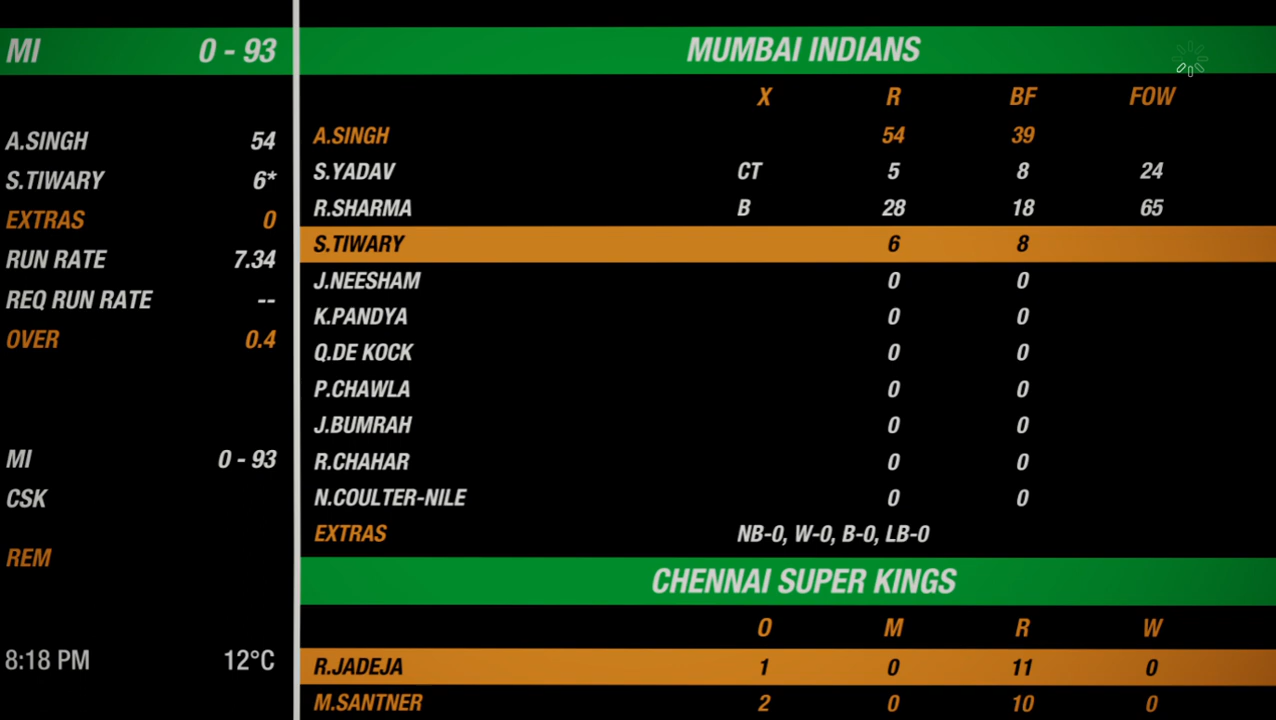 MI 0 - 93
A.SINGH 54
S.TIWARY 6*
EXTRAS 0
RUN RATE 7.34
REQ RUN RATE --
OVER 0.4
MI 0 - 93
CSK
REM
8:18 PM 12°C
MUMBAI INDIANS
X R BF FOW
A.SINGH 54 39
S.YADAV CT 5 8 24
R.SHARMA B 28 18 65
S.TIWARY 6 8
J.NEESHAM 0 0
K.PANDYA 0 0
Q.DE KOCK 0 0
P.CHAWLA 0 0
J.BUMRAH 0 0
R.CHAHAR 0 0
N.COULTER-NILE 0 0
EXTRAS NB-0, W-0, B-0, LB-0
CHENNAI SUPER KINGS
O M R W
R.JADEJA 1 0 11 0
M.SANTNER 2 0 10 0